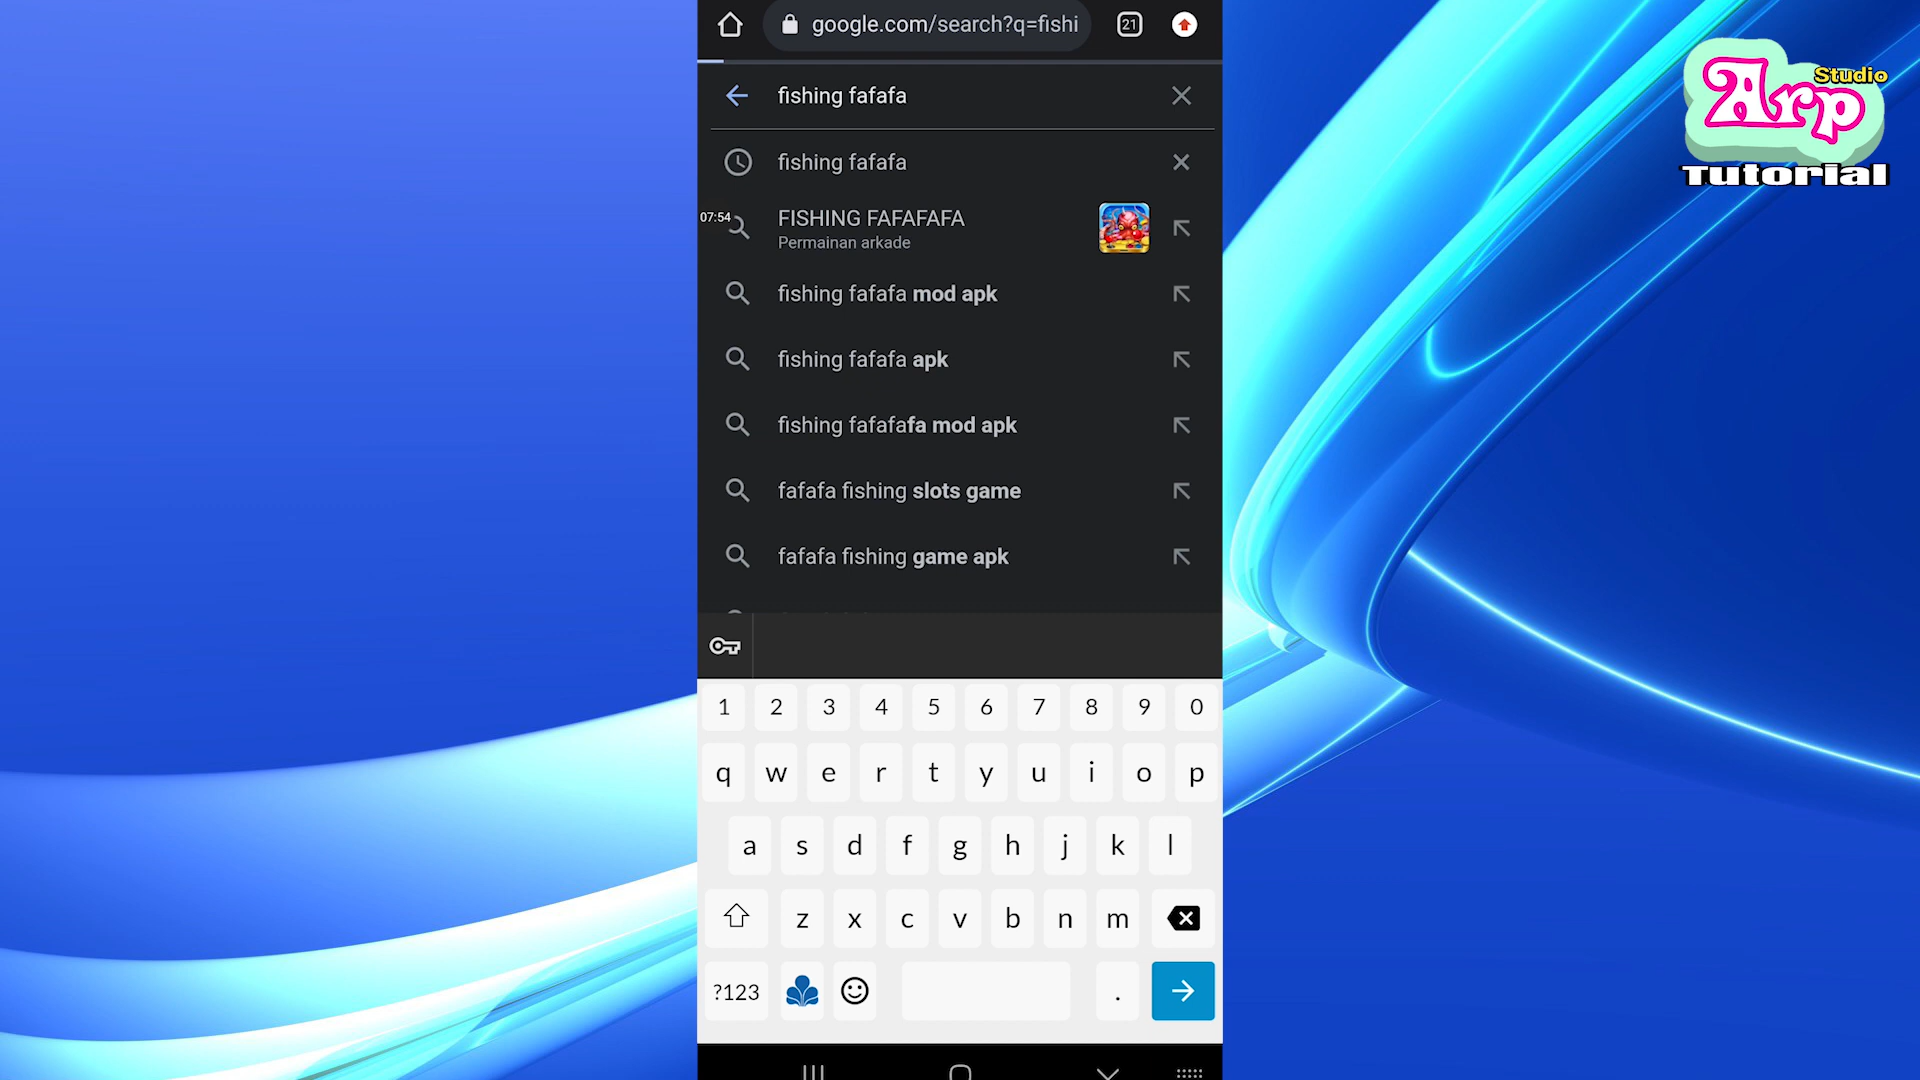 google.com/search?q=fishi
21
fishing fafafa
fishing fafafa
07:54
FISHING FAFAFAFA
Permainan arkade
fishing fafafa mod apk
fishing fafafa apk
fishing fafafafa mod apk
fafafa fishing slots game
fafafa fishing game apk
1 2 3 4 5 6 7 8 9 0
q w e r t y u i o p
a s d f g h j k l
z x c v b n m
?123 .
Studio
Arp
Tutorial